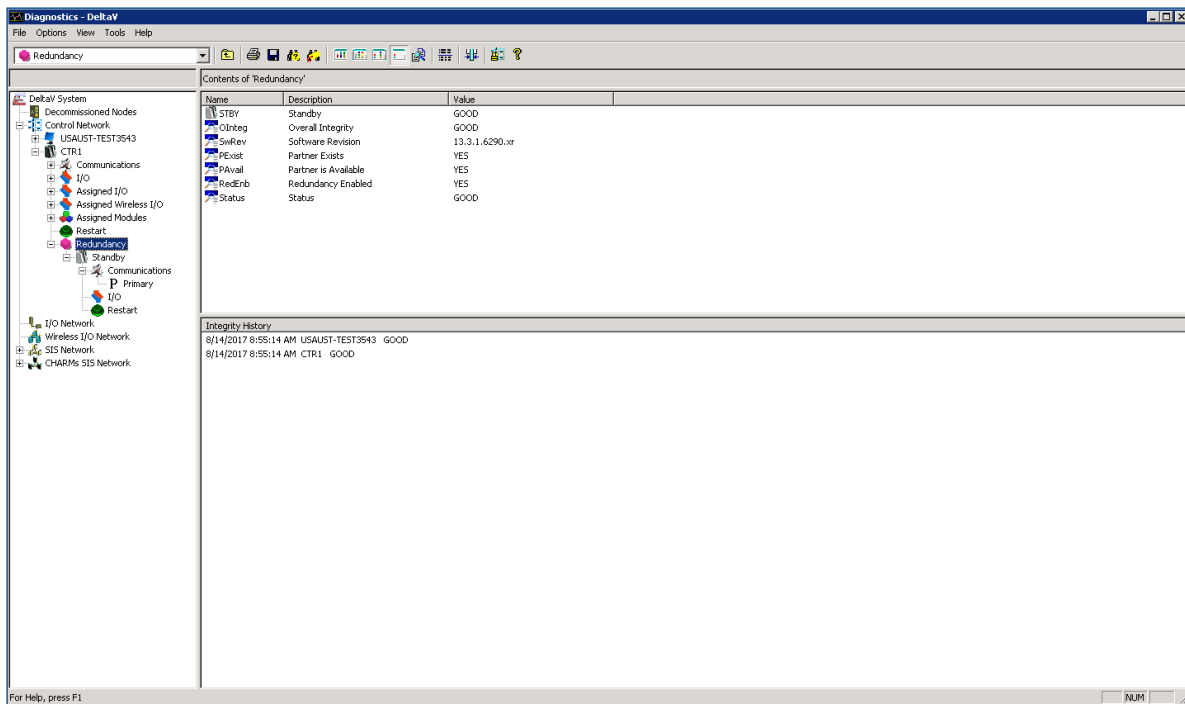 Diagnostics - DeltaV
File Options View Tools Help
Redundancy
Contents of 'Redundancy'
DeltaV System
Decommissioned Nodes
Control Network
USAUST-TEST3543
CTR1
Communications
I/O
Assigned I/O
Assigned Wireless I/O
Assigned Modules
Restart
Redundancy
Standby
Communications
P Primary
I/O
Restart
I/O Network
Wireless I/O Network
SIS Network
CHARMs SIS Network
Name Description Value
STBY Standby GOOD
OInteg Overall Integrity GOOD
SwRev Software Revision 13.3.1.6290.xr
PExist Partner Exists YES
PAvail Partner is Available YES
RedEnb Redundancy Enabled YES
Status Status GOOD
Integrity History
8/14/2017 8:55:14 AM USAUST-TEST3543 GOOD
8/14/2017 8:55:14 AM CTR1 GOOD
For Help, press F1
NUM